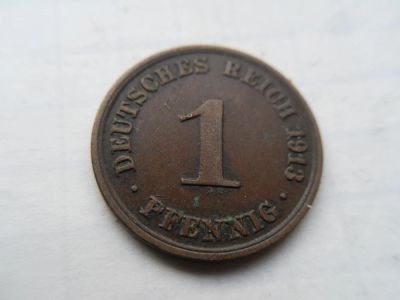 DEUTSCHES REICH 1913
1
· PFENNIG ·